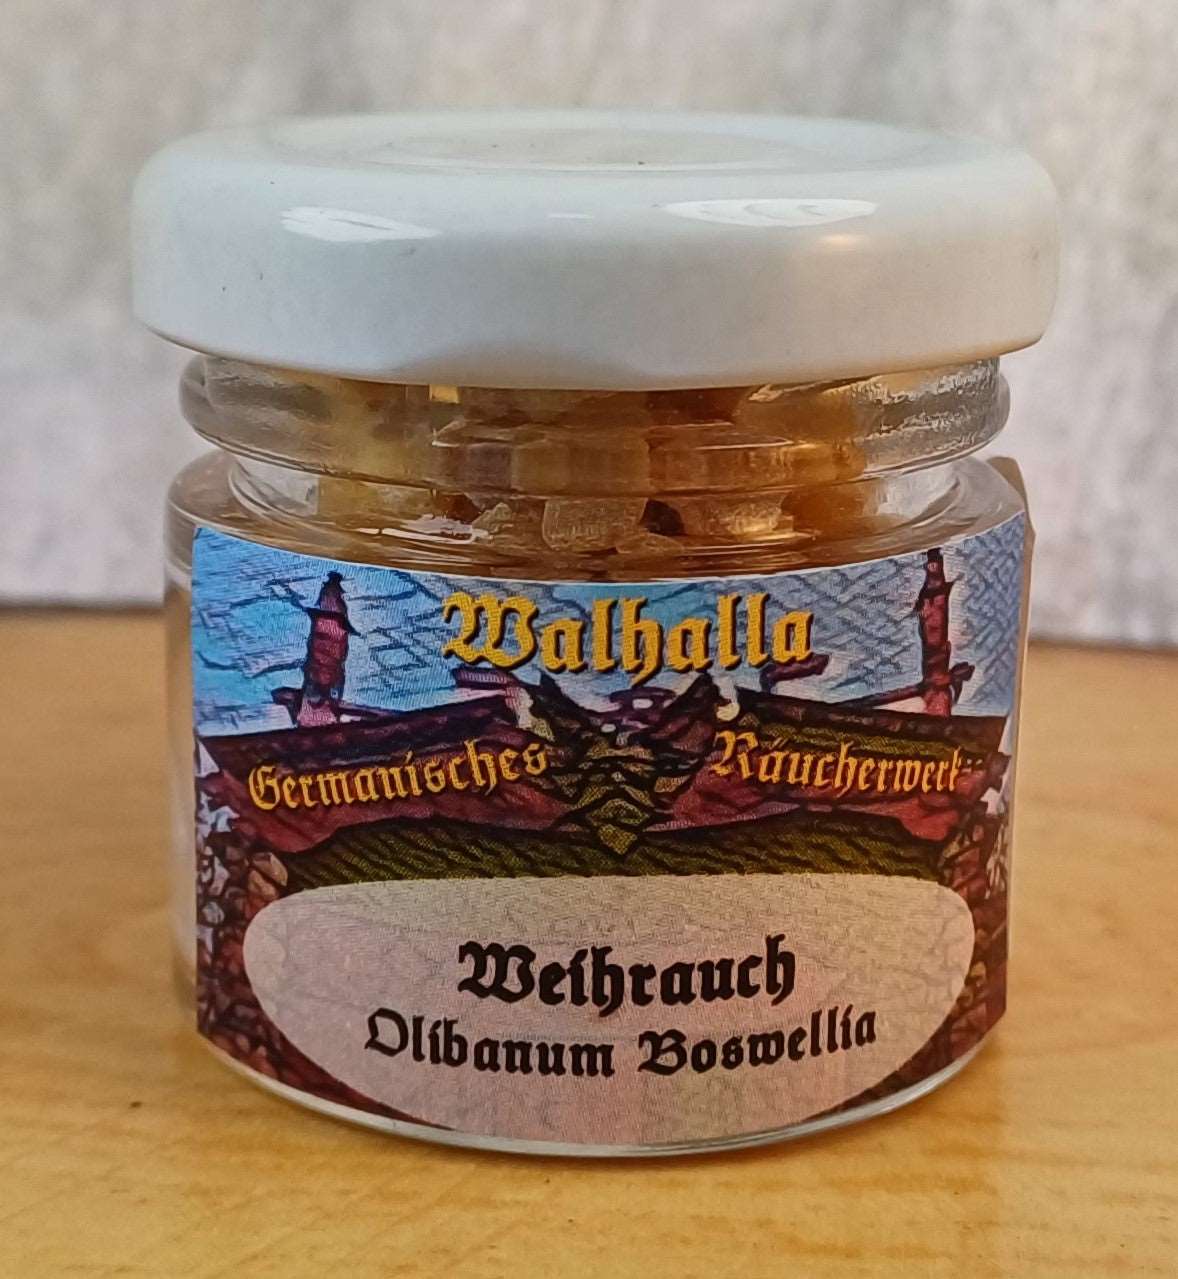 Walhalla
Germanisches Räucherwerk
Weihrauch
Olibanum Boswellia